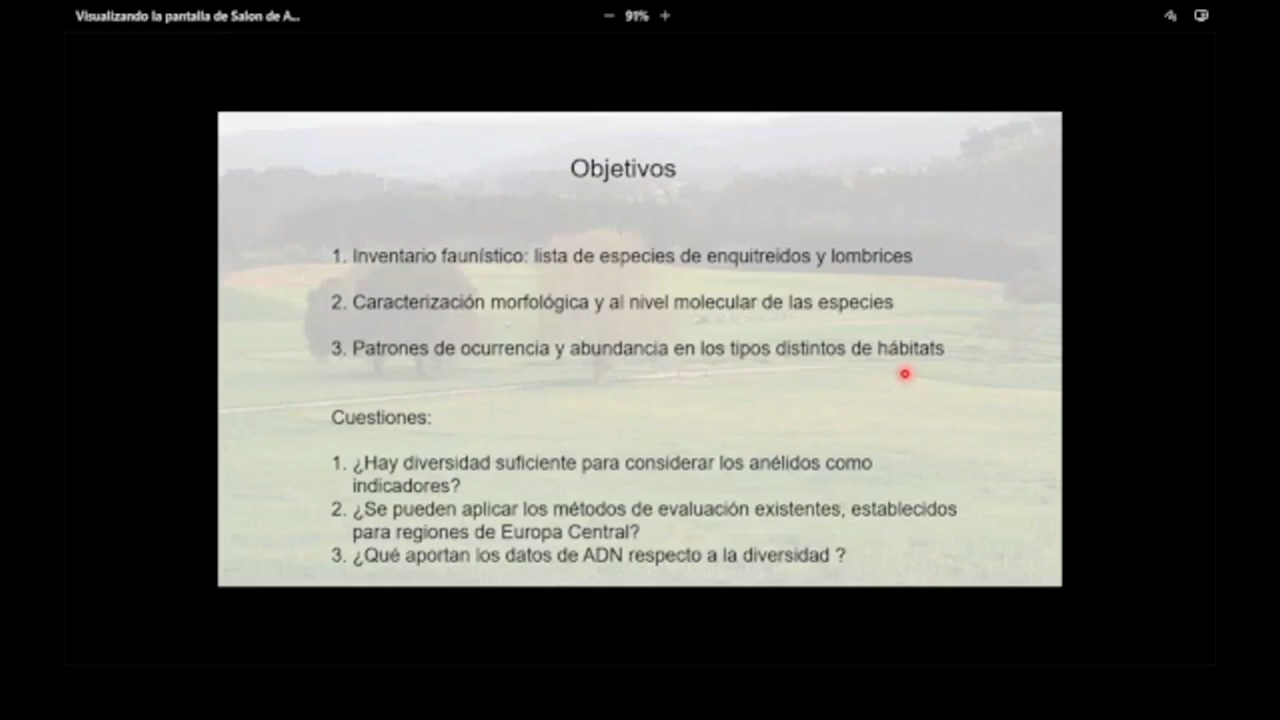 Visualizando la pantalla de Salon de A...
91%
Objetivos
1. Inventario faunístico: lista de especies de enquitreidos y lombrices
2. Caracterización morfológica y al nivel molecular de las especies
3. Patrones de ocurrencia y abundancia en los tipos distintos de hábitats
Cuestiones:
1. ¿Hay diversidad suficiente para considerar los anélidos como
indicadores?
2. ¿Se pueden aplicar los métodos de evaluación existentes, establecidos
para regiones de Europa Central?
3. ¿Qué aportan los datos de ADN respecto a la diversidad ?